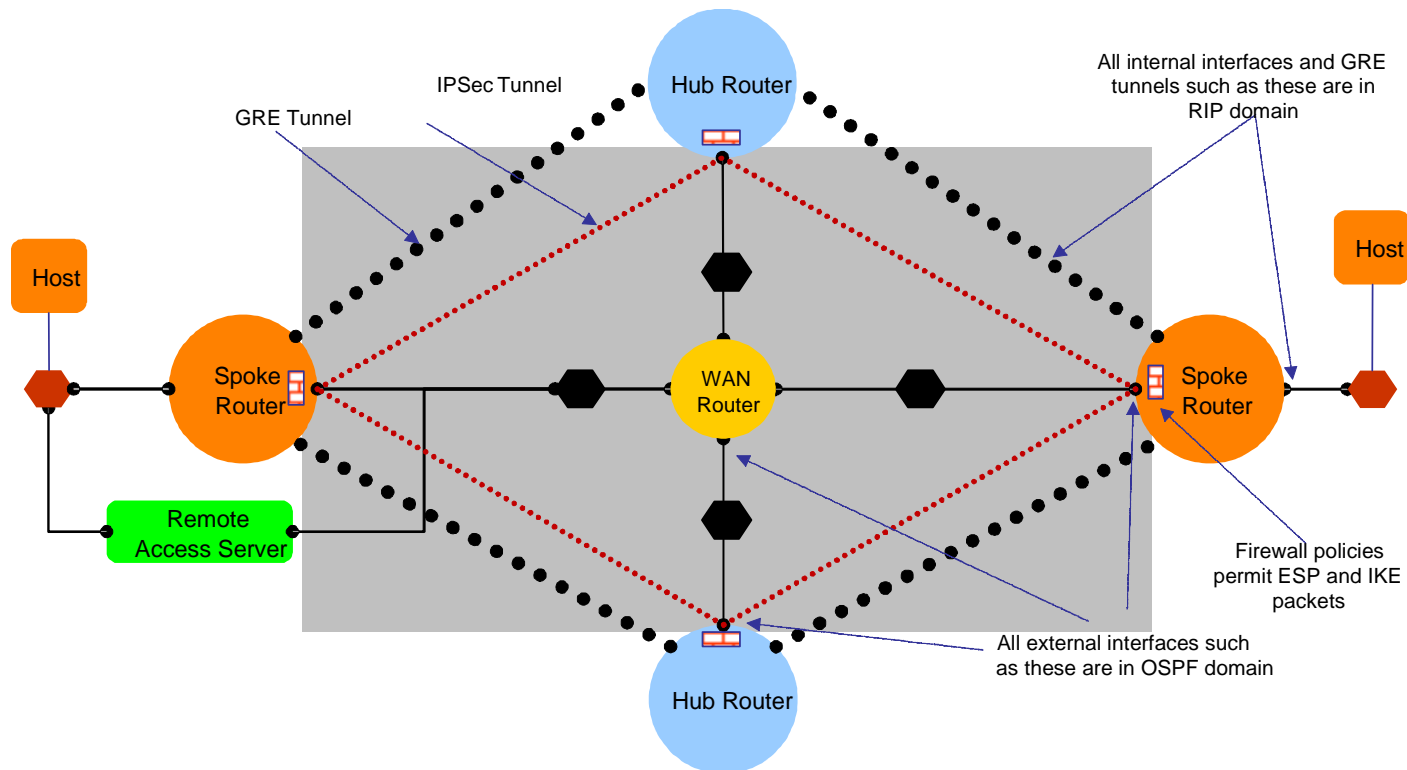 Hub Router
All internal interfaces and GRE
tunnels such as these are in
RIP domain
IPSec Tunnel
GRE Tunnel
Host
Host
Spoke
Router
WAN
Router
Spoke
Router
Remote
Access Server
Firewall policies
permit ESP and IKE
packets
All external interfaces such
as these are in OSPF domain
Hub Router